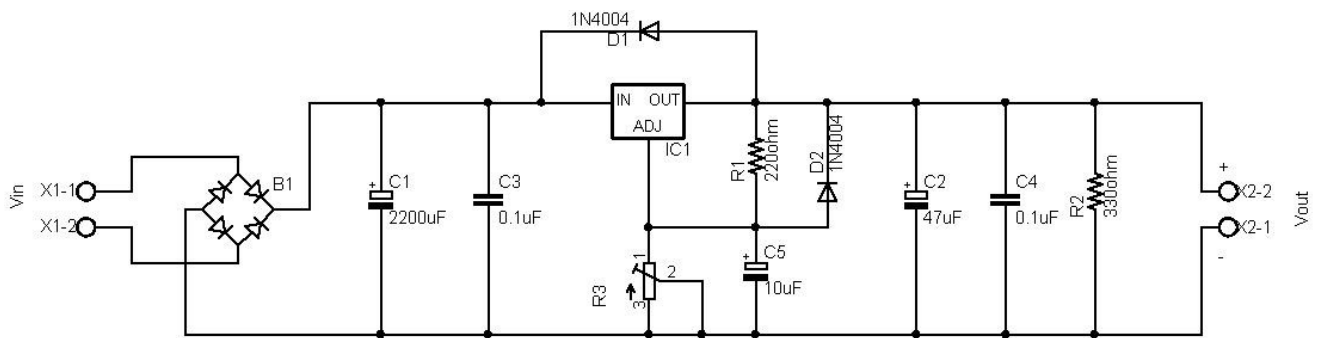 1N4004
D1
IN OUT
ADJ
IC1
R1
220ohm
D2
1N4004
Vin
X1-1
X1-2
B1
+
C1
2200uF
C3
0.1uF
+
C2
47uF
C4
0.1uF
R2
330ohm
+
X2-2
X2-1
-
Vout
R3
1
2
3
+
C5
10uF